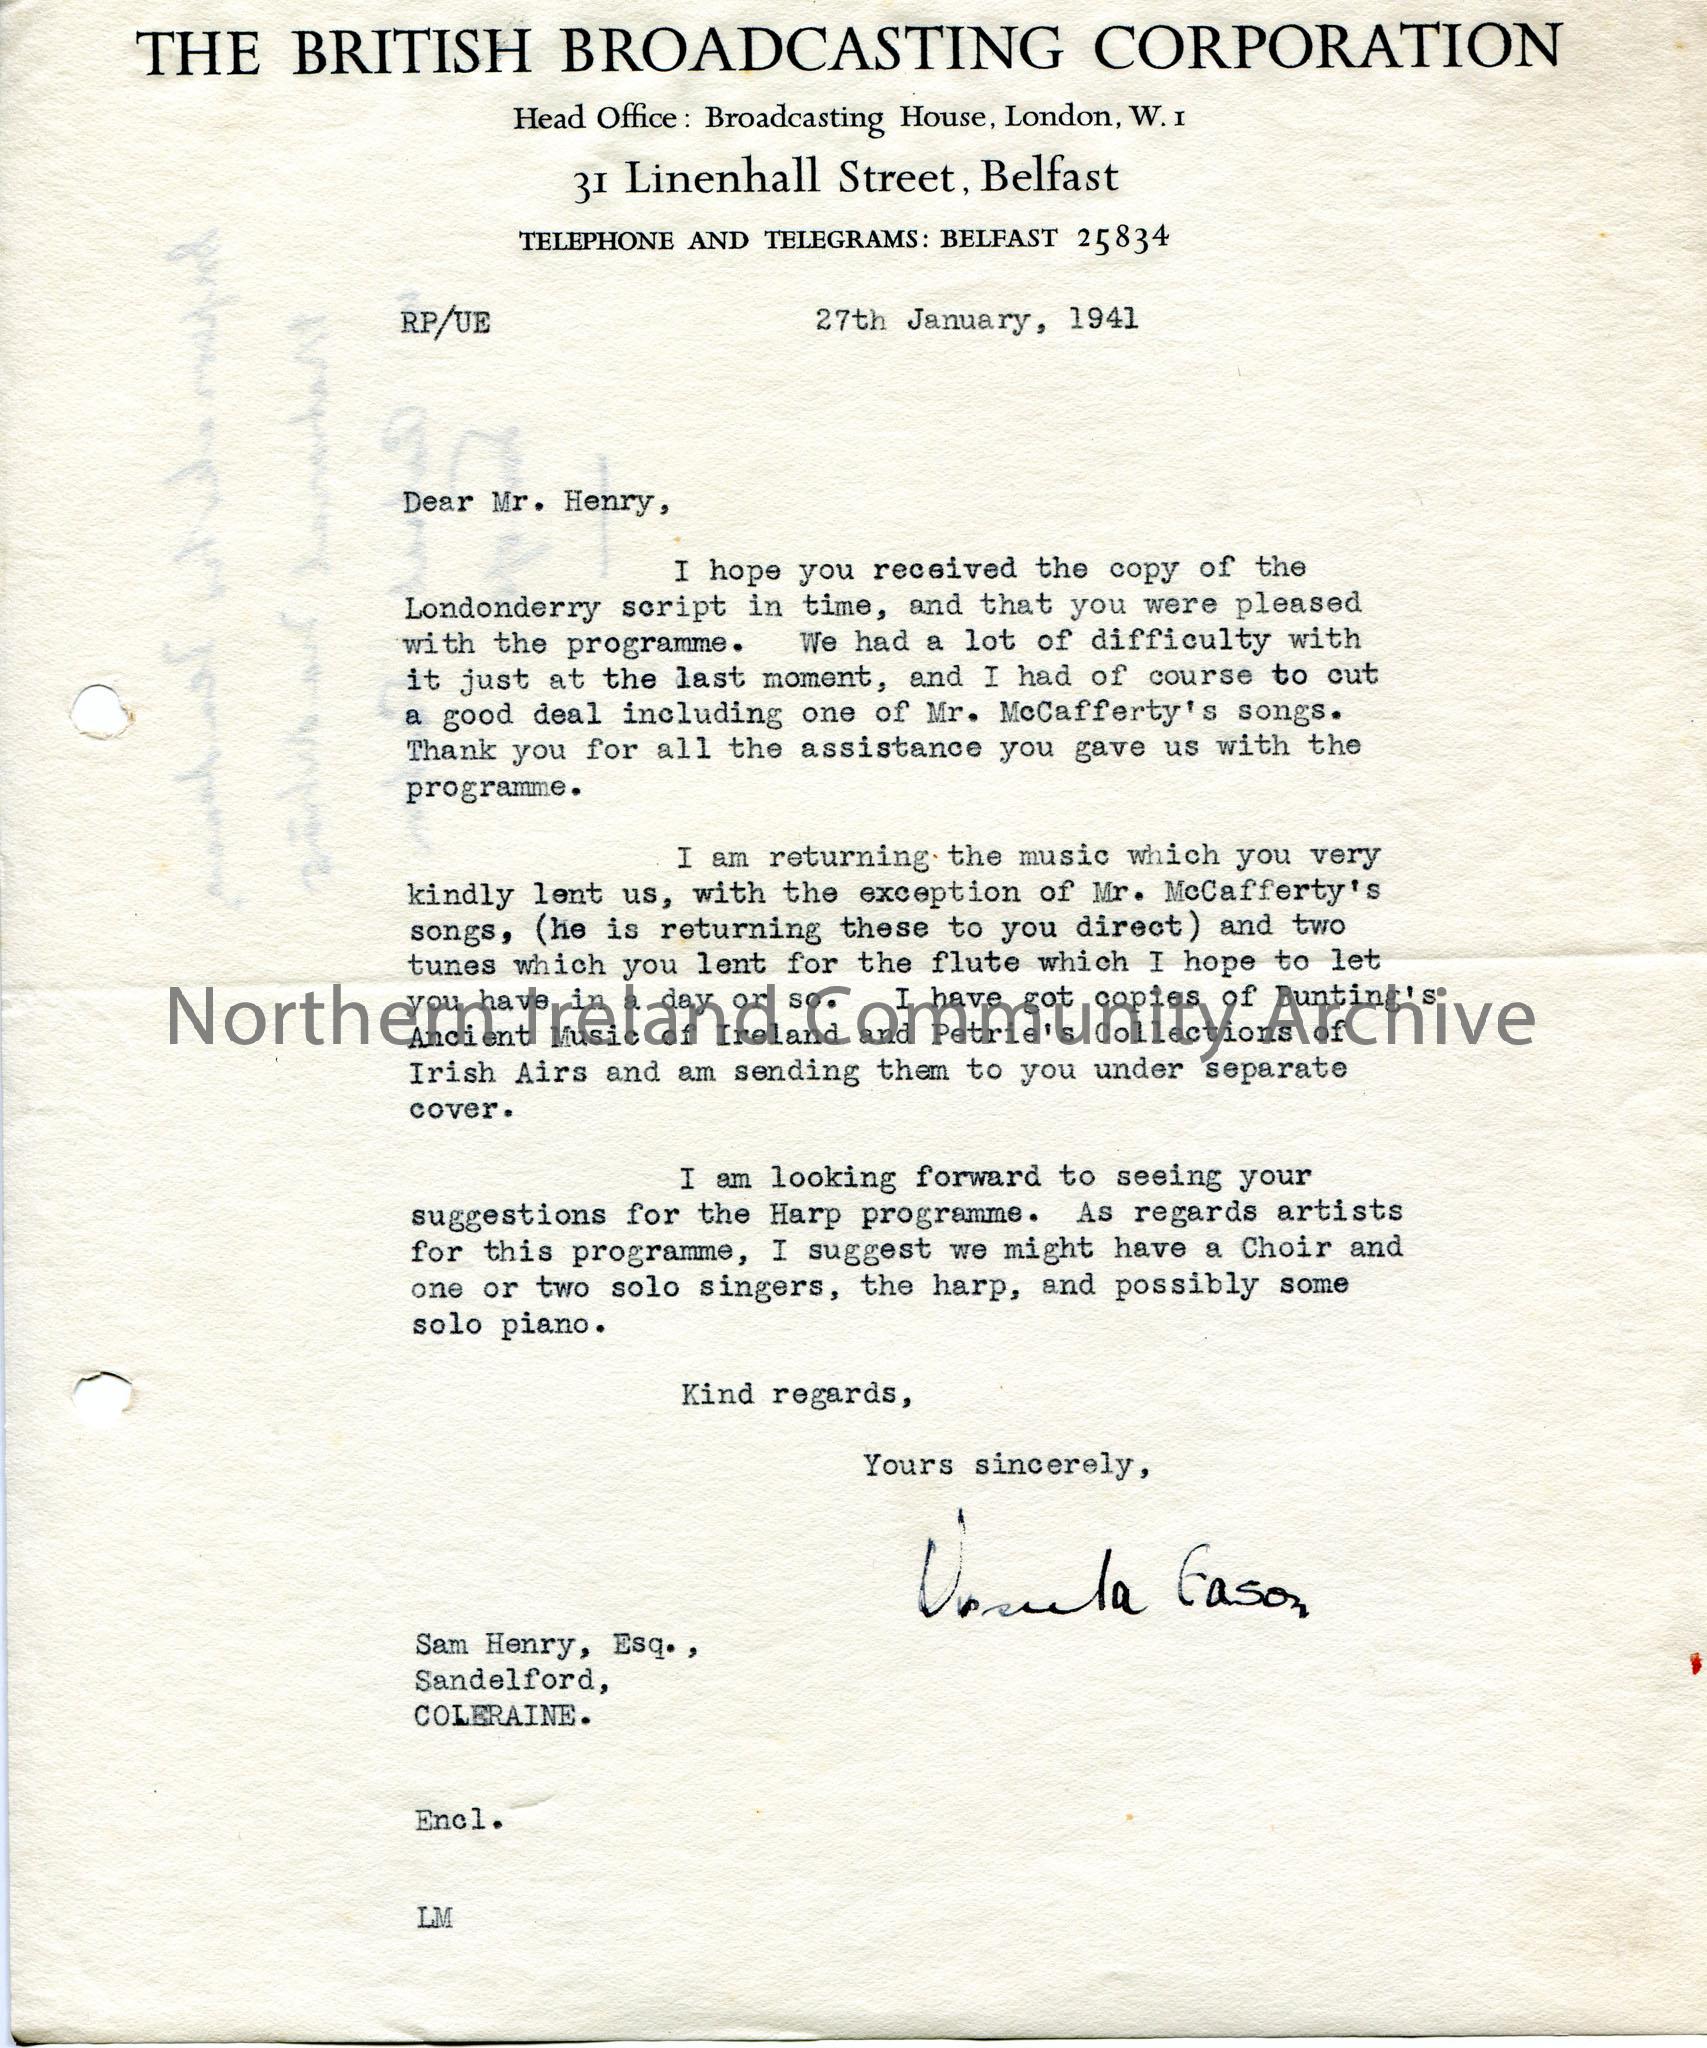 THE BRITISH BROADCASTING CORPORATION
Head Office: Broadcasting House, London, W.1
31 Linenhall Street, Belfast
TELEPHONE AND TELEGRAMS: BELFAST 25834
RP/UE 27th January, 1941
Dear Mr. Henry,
I hope you received the copy of the
Londonderry script in time, and that you were pleased
with the programme. We had a lot of difficulty with
it just at the last moment, and I had of course to cut
a good deal including one of Mr. McCafferty's songs.
Thank you for all the assistance you gave us with the
programme.
I am returning the music which you very
kindly lent us, with the exception of Mr. McCafferty's
songs, (he is returning these to you direct) and two
tunes which you lent for the flute which I hope to let
you have in a day or so. I have got copies of Bunting's
Northern Ireland Community Archive
Ancient Music of Ireland and Petrie's Collections of
Irish Airs and am sending them to you under separate
cover.
I am looking forward to seeing your
suggestions for the Harp programme. As regards artists
for this programme, I suggest we might have a Choir and
one or two solo singers, the harp, and possibly some
solo piano.
Kind regards,
Yours sincerely,
Ursula Eason
Sam Henry, Esq.,
Sandelford,
COLERAINE.
Encl.
LM